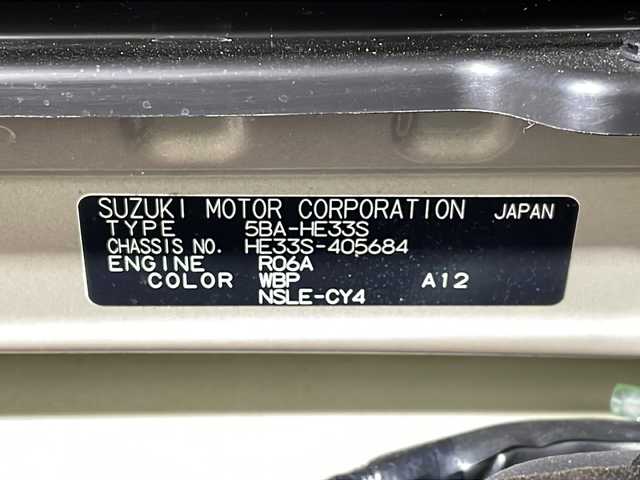 SUZUKI MOTOR CORPORATION JAPAN
TYPE 5BA-HE33S
CHASSIS NO. HE33S-405684
ENGINE R06A
COLOR WBP A12
NSLE-CY4